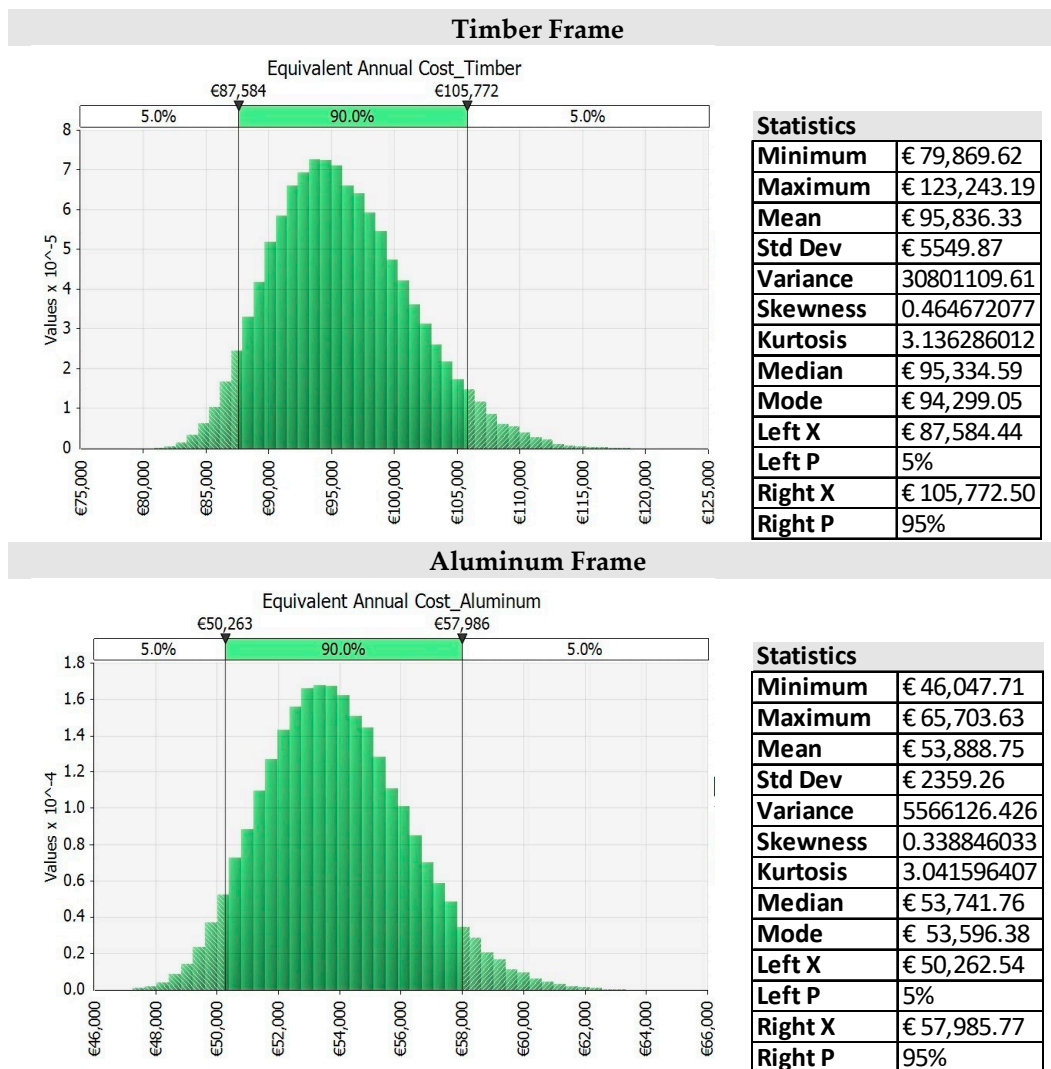 Timber Frame
Equivalent Annual Cost_Timber
€87,584 €105,772
5.0% 90.0% 5.0%
8
7
6
5
4
3
2
1
0
Values x 10^-5
€75,000
€80,000
€85,000
€90,000
€95,000
€100,000
€105,000
€110,000
€115,000
€120,000
€125,000
Statistics
Minimum € 79,869.62
Maximum € 123,243.19
Mean € 95,836.33
Std Dev € 5549.87
Variance 30801109.61
Skewness 0.464672077
Kurtosis 3.136286012
Median € 95,334.59
Mode € 94,299.05
Left X € 87,584.44
Left P 5%
Right X € 105,772.50
Right P 95%
Aluminum Frame
Equivalent Annual Cost_Aluminum
€50,263 €57,986
5.0% 90.0% 5.0%
1.8
1.6
1.4
1.2
1.0
0.8
0.6
0.4
0.2
0.0
Values x 10^-4
€46,000
€48,000
€50,000
€52,000
€54,000
€56,000
€58,000
€60,000
€62,000
€64,000
€66,000
Statistics
Minimum € 46,047.71
Maximum € 65,703.63
Mean € 53,888.75
Std Dev € 2359.26
Variance 5566126.426
Skewness 0.338846033
Kurtosis 3.041596407
Median € 53,741.76
Mode € 53,596.38
Left X € 50,262.54
Left P 5%
Right X € 57,985.77
Right P 95%